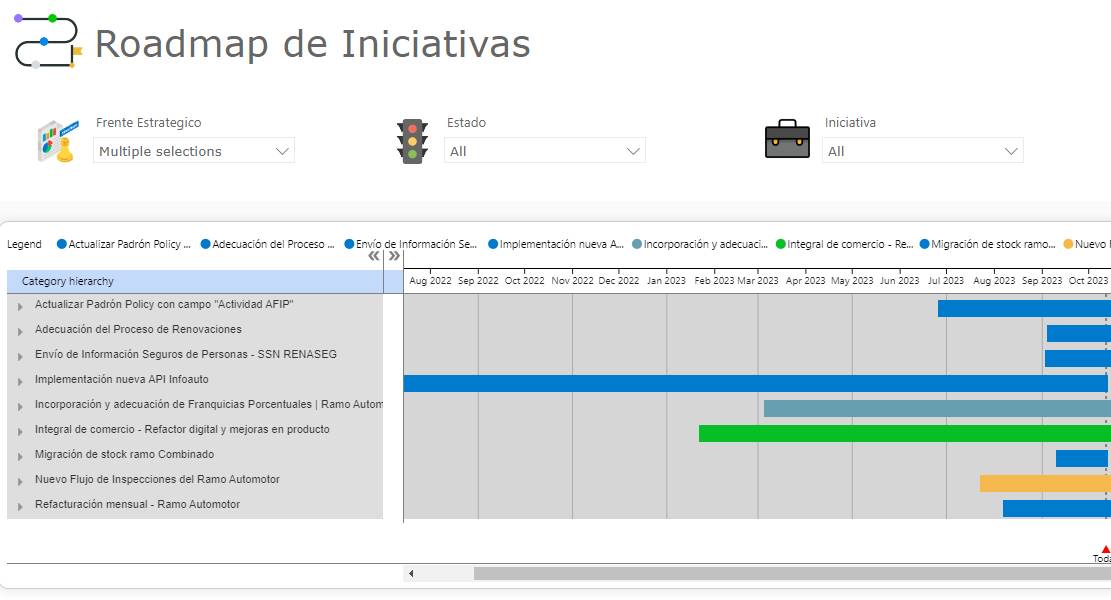 Roadmap de Iniciativas
Frente Estrategico
Multiple selections
Estado
All
Iniciativa
All
Legend
Actualizar Padrón Policy ...
Adecuación del Proceso ...
Envío de Información Se...
Implementación nueva A...
Incorporación y adecuaci...
Integral de comercio - Re...
Migración de stock ramo...
Nuevo F
Category hierarchy
Aug 2022 Sep 2022 Oct 2022 Nov 2022 Dec 2022 Jan 2023 Feb 2023 Mar 2023 Apr 2023 May 2023 Jun 2023 Jul 2023 Aug 2023 Sep 2023 Oct 2023
Actualizar Padrón Policy con campo "Actividad AFIP"
Adecuación del Proceso de Renovaciones
Envío de Información Seguros de Personas - SSN RENASEG
Implementación nueva API Infoauto
Incorporación y adecuación de Franquicias Porcentuales | Ramo Autom
Integral de comercio - Refactor digital y mejoras en producto
Migración de stock ramo Combinado
Nuevo Flujo de Inspecciones del Ramo Automotor
Refacturación mensual - Ramo Automotor
Toda